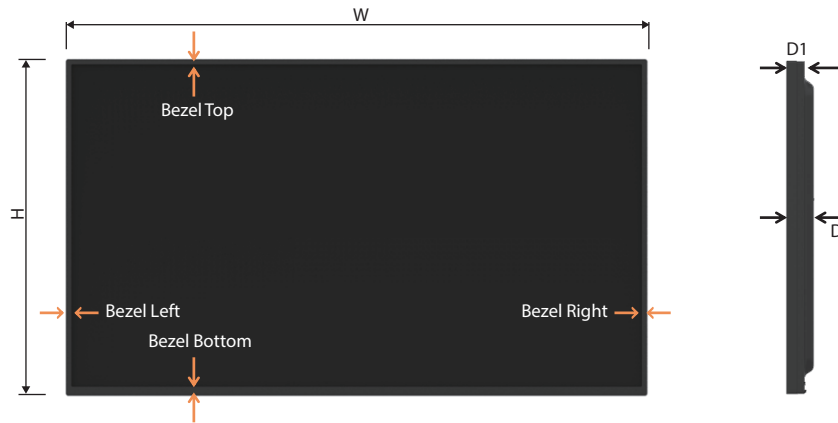 W
D1
Bezel Top
H
D
Bezel Left
Bezel Right
Bezel Bottom